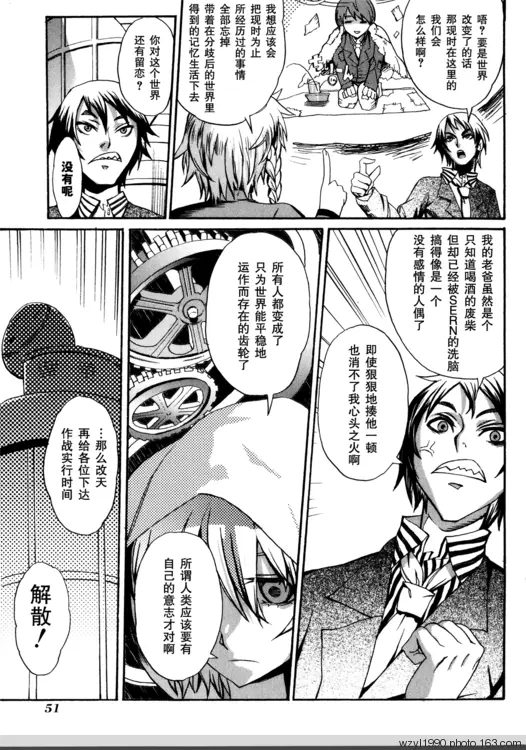 唔？要是世界
改变了的话
那现时在这里的
我们会
怎么样啊？
我想应该会
把现时为止
所经历过的事情
全部忘掉
带着在分歧后的世界里
得到的记忆生活下去
你对这个世界
还有留恋？
没有呢
我的老爸虽然是个
只知道喝酒的废柴
但却已经被SERN的洗脑
搞得像是一个
没有感情的人偶了
即使狠狠地揍他一顿
也消不了我心头之火啊
所有人都变成了
只为世界能平稳地
运作而存在的齿轮了
所谓人类应该要有
自己的意志才对啊
…那么改天
再给各位下达
作战实行时间
解散！
51
wzyl1990.photo.163.com